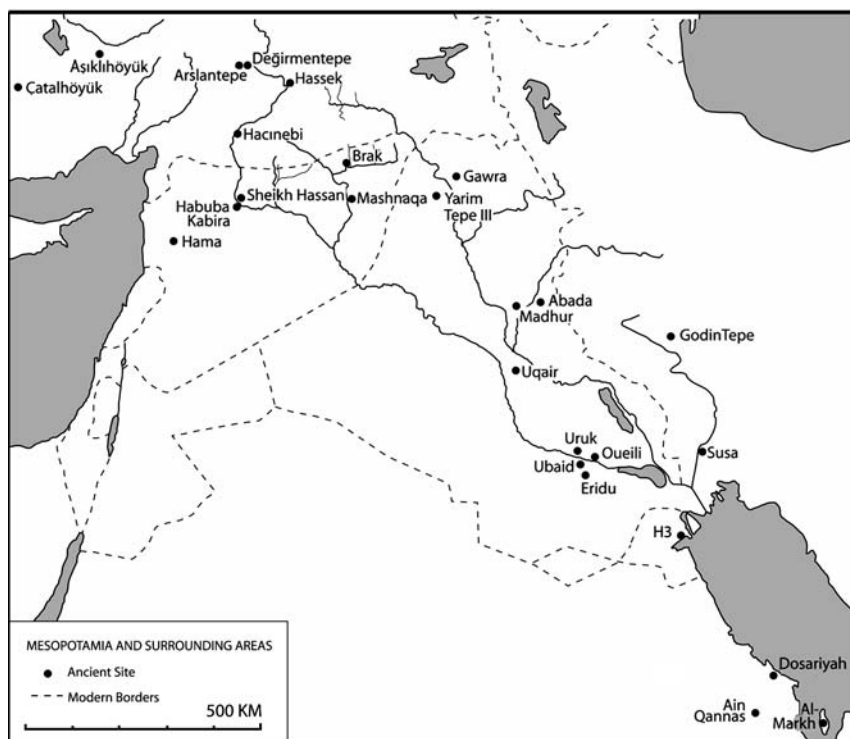 Aşıklıhöyük
Çatalhöyük
Değirmentepe
Arslantepe
Hassek
Hacınebi
Brak
Gawra
Sheikh Hassan
Mashnaqa
Yarim
Tepe III
Habuba
Kabira
Hama
Abada
Madhur
GodinTepe
Uqair
Uruk
Oueili
Susa
Ubaid
Eridu
H3
MESOPOTAMIA AND SURROUNDING AREAS
Ancient Site
Modern Borders
500 KM
Dosariyah
Ain
Qannas
Al-
Markh